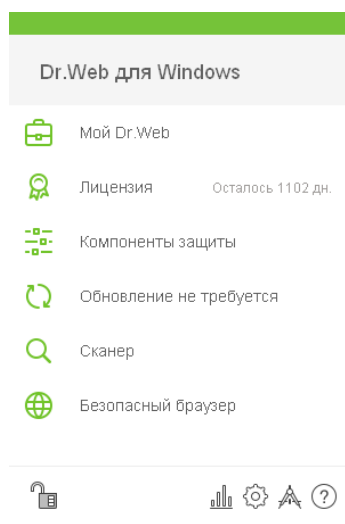 Dr.Web для Windows
Мой Dr.Web
Лицензия Осталось 1102 дн.
Компоненты защиты
Обновление не требуется
Сканер
Безопасный браузер
?